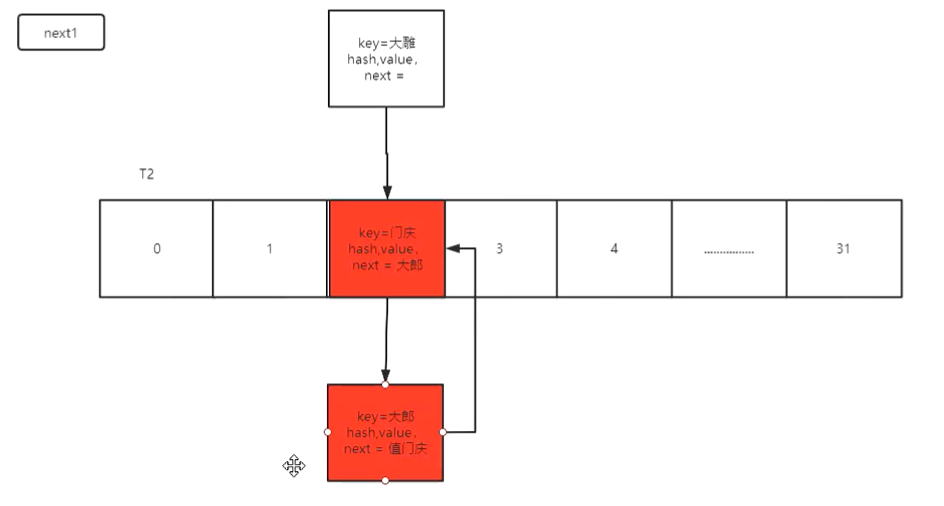 next1
key=大雕
hash,value,
next =
T2
0
1
key=门庆
hash,value,
next = 大郎
3
4
................
31
key=大郎
hash,value,
next = 值门庆